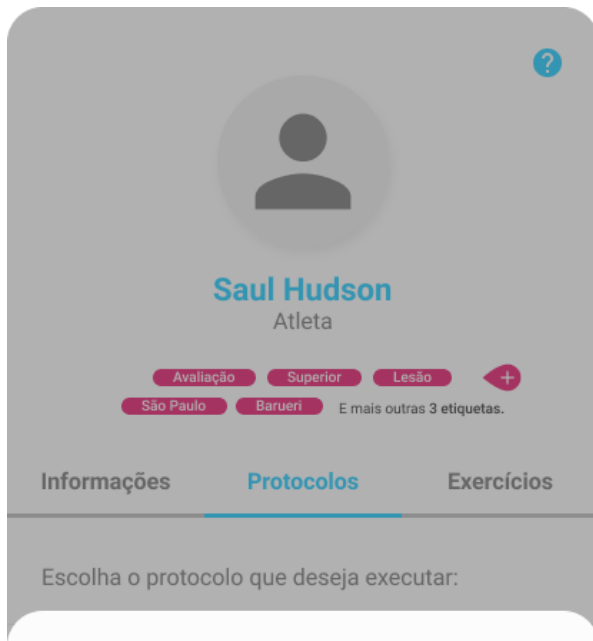 ?
Saul Hudson
Atleta
Avaliação Superior Lesão +
São Paulo Barueri E mais outras 3 etiquetas.
Informações Protocolos Exercícios
Escolha o protocolo que deseja executar: